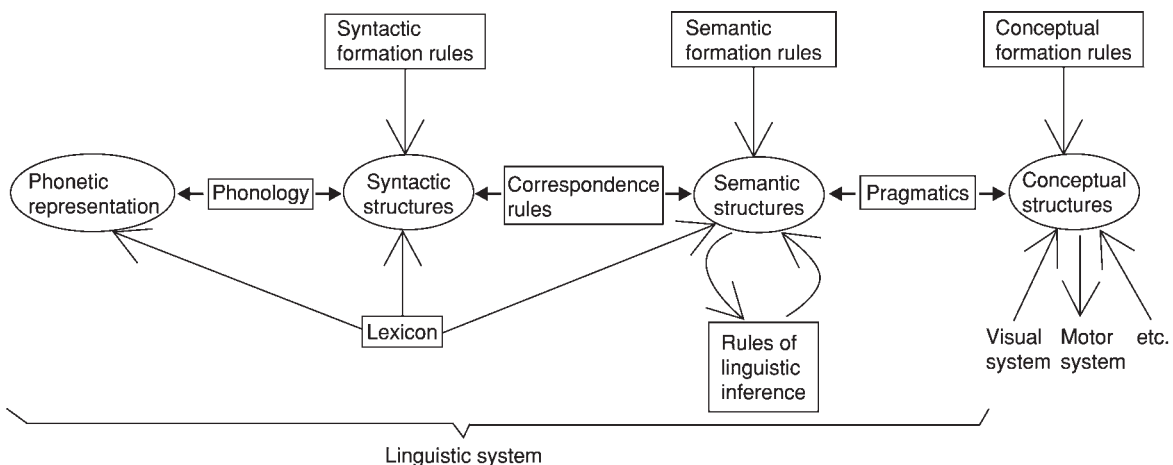 Syntactic
formation rules
Semantic
formation rules
Conceptual
formation rules
Phonetic
representation
Phonology
Syntactic
structures
Correspondence
rules
Semantic
structures
Pragmatics
Conceptual
structures
Lexicon
Rules of
linguistic
inference
Visual
system
Motor
system
etc.
Linguistic system